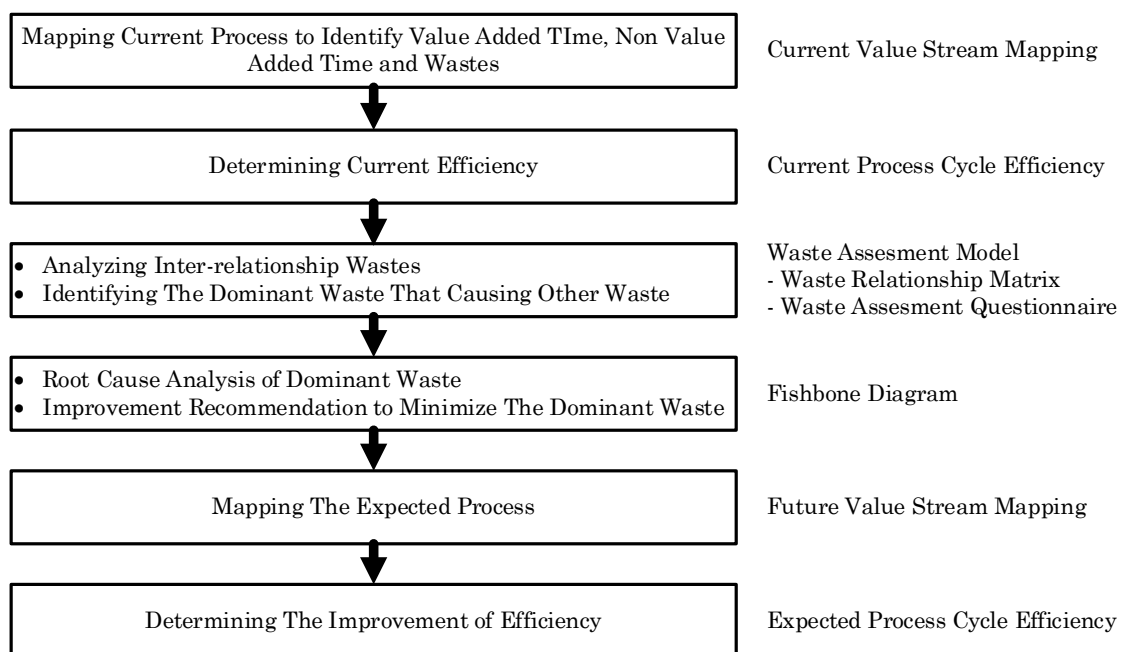 Mapping Current Process to Identify Value Added TIme, Non Value
Added Time and Wastes
Current Value Stream Mapping
Determining Current Efficiency
Current Process Cycle Efficiency
• Analyzing Inter-relationship Wastes
• Identifying The Dominant Waste That Causing Other Waste
Waste Assesment Model
- Waste Relationship Matrix
- Waste Assesment Questionnaire
• Root Cause Analysis of Dominant Waste
• Improvement Recommendation to Minimize The Dominant Waste
Fishbone Diagram
Mapping The Expected Process
Future Value Stream Mapping
Determining The Improvement of Efficiency
Expected Process Cycle Efficiency